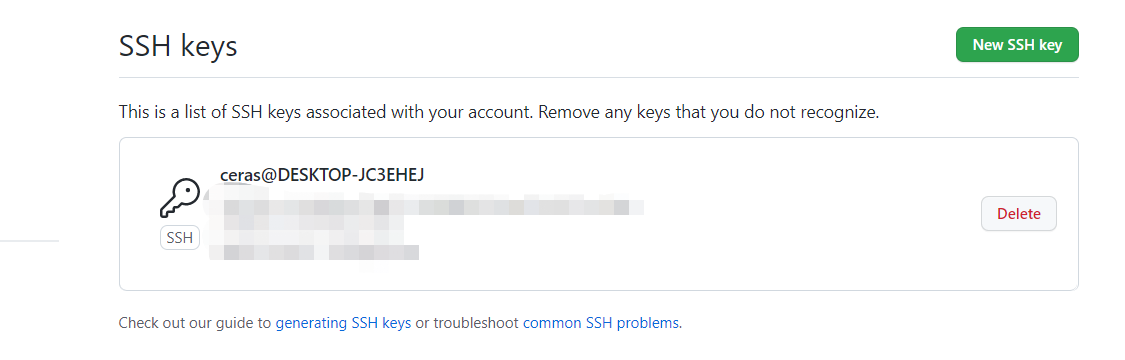 SSH keys
New SSH key
This is a list of SSH keys associated with your account. Remove any keys that you do not recognize.
ceras@DESKTOP-JC3EHEJ
SSH
Delete
Check out our guide to generating SSH keys or troubleshoot common SSH problems.